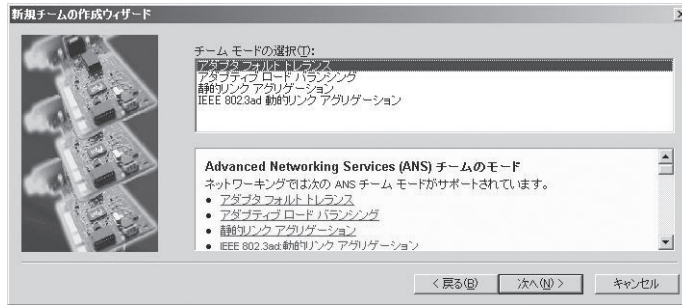 新規チームの作成ウィザード
チーム モードの選択(T):
アダプタ フォルト トレランス
アダプティブ ロード バランシング
静的リンク アグリゲーション
IEEE 802.3ad 動的リンク アグリゲーション
Advanced Networking Services (ANS) チームのモード
ネットワーキングでは次の ANS チーム モードがサポートされています。
• アダプタ フォルト トレランス
• アダプティブ ロード バランシング
• 静的リンク アグリゲーション
• IEEE 802.3ad:動的リンク アグリゲーション
< 戻る(B)
次へ(N) >
キャンセル